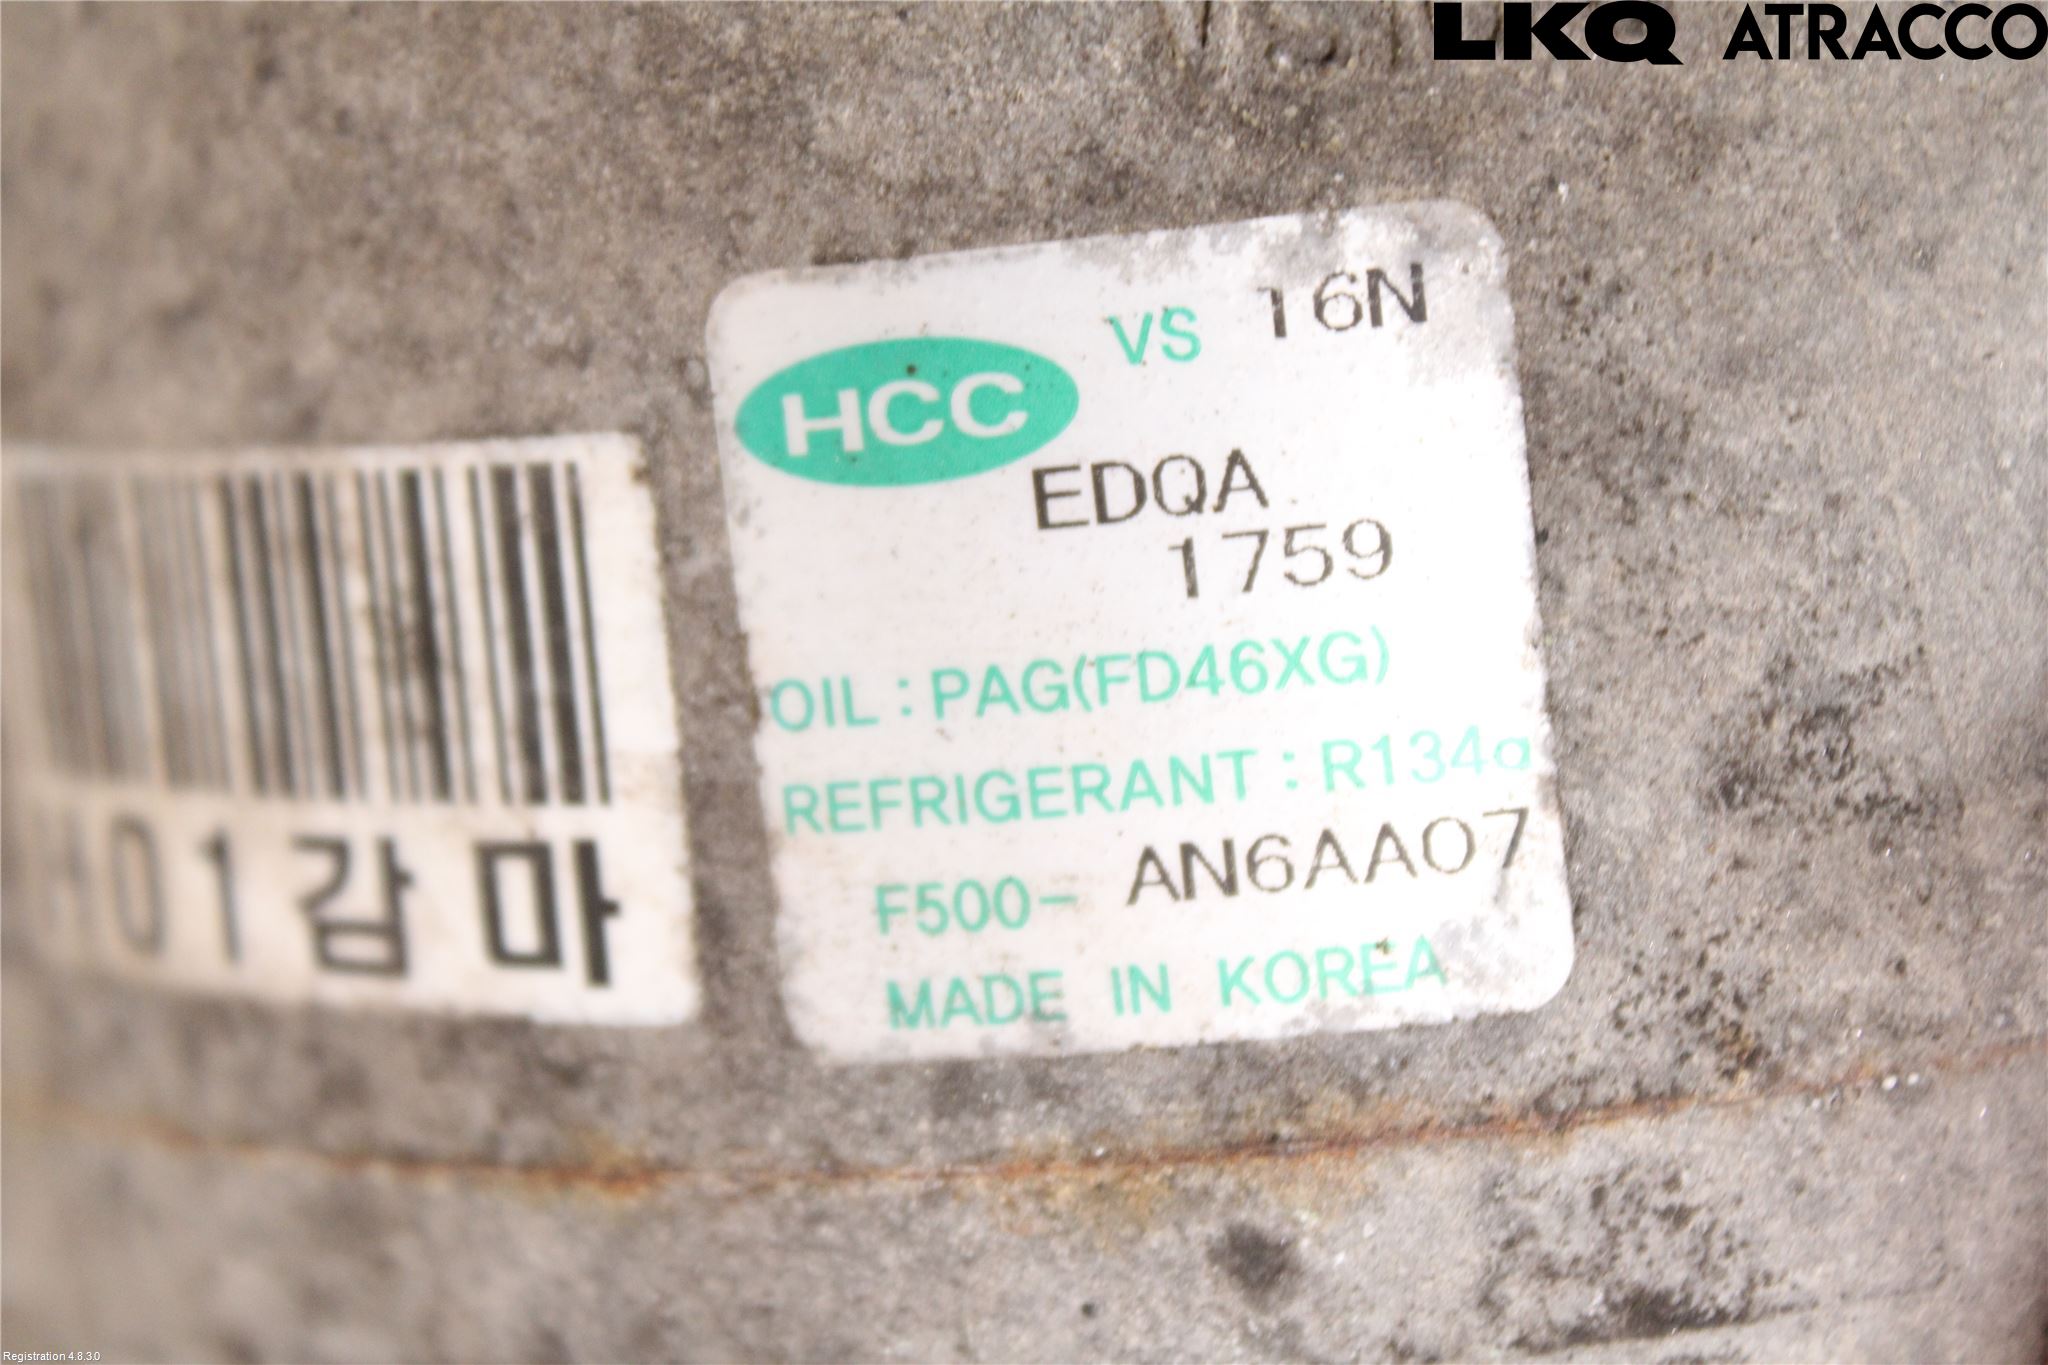 LKQ ATRACCO
VS 16N
HCC
EDQA
1759
OIL : PAG(FD46XG)
REFRIGERANT : R134a
F500- AN6AA07
MADE IN KOREA
01감마
Registration 4.8.3.0